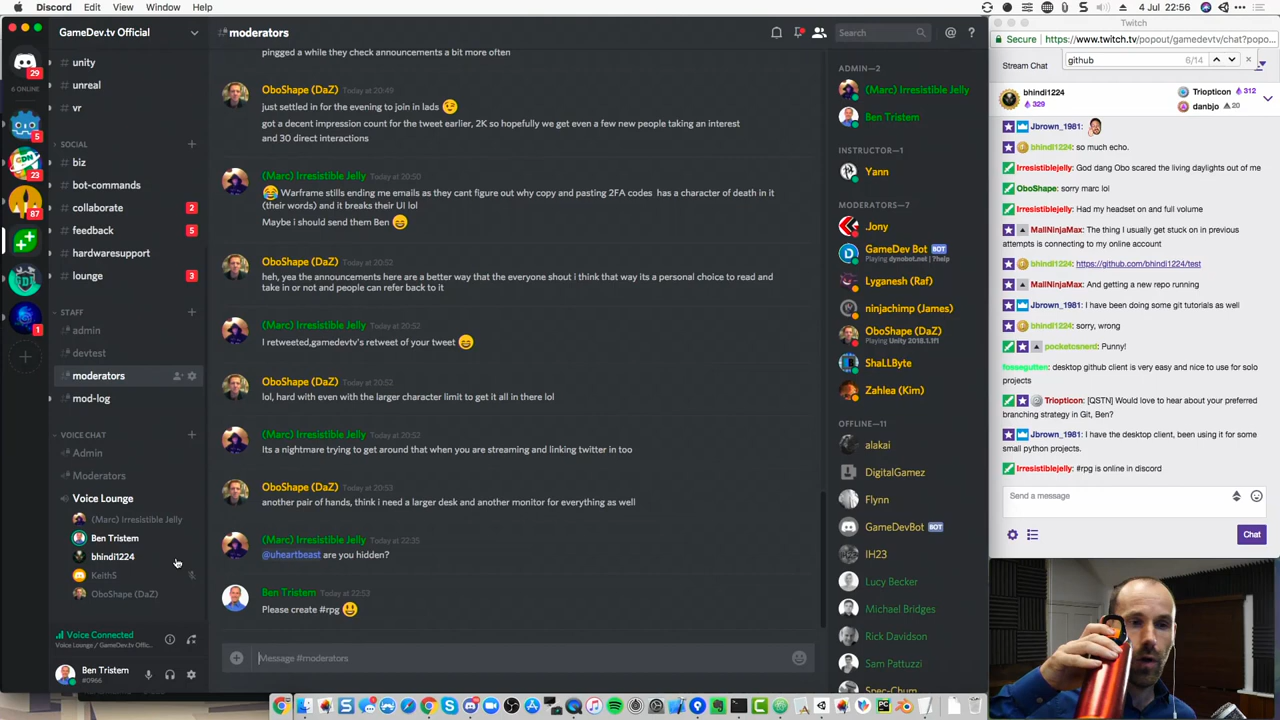 View Window Help
4 Jul 22:56
GameDev.tv Official
29
6 ONLINE
5
23
87
1
# unity
# unreal
# vr
SOCIAL
# biz
# bot-commands
# collaborate 2
# feedback 5
# hardwaresupport
# lounge 3
STAFF
admin
devtest
moderators
mod-log
VOICE CHAT
Admin
Moderators
Voice Lounge
(Marc) Irresistible Jelly
Ben Tristem
bhindi1224
KeithS
OboShape (DaZ)
Voice Connected
Voice Lounge / GameDev.tv Offic...
Ben Tristem
#0966
moderators
Search
pingged a while they check announcements a bit more often
OboShape (DaZ) Today at 20:49
just settled in for the evening to join in lads
got a decent impression count for the tweet earlier, 2K so hopefully we get even a few new people taking an interest
and 30 direct interactions
(Marc) Irresistible Jelly Today at 20:50
Warframe stills ending me emails as they cant figure out why copy and pasting 2FA codes has a character of death in it
(their words) and it breaks their UI lol
Maybe i should send them Ben
OboShape (DaZ) Today at 20:52
heh, yea the announcements here are a better way that the everyone shout i think that way its a personal choice to read and
take in or not and people can refer back to it
(Marc) Irresistible Jelly Today at 20:52
I retweeted,gamedevtv's retweet of your tweet
OboShape (DaZ) Today at 20:52
lol, hard with even with the larger character limit to get it all in there lol
(Marc) Irresistible Jelly Today at 20:52
Its a nightmare trying to get around that when you are streaming and linking twitter in too
OboShape (DaZ) Today at 20:53
another pair of hands, think i need a larger desk and another monitor for everything as well
(Marc) Irresistible Jelly Today at 22:35
@uheartbeast are you hidden?
Ben Tristem Today at 22:53
Please create #rpg
Message #moderators
ADMIN—2
(Marc) Irresistible Jelly
Ben Tristem
INSTRUCTOR—1
Yann
MODERATORS—7
Jony
GameDev Bot BOT
Playing dynobot.net | ?help
Lyganesh (Raf)
ninjachimp (James)
OboShape (DaZ)
Playing Unity 2018.1.1f1
ShaLLByte
Zahlea (Kim)
OFFLINE—11
alakai
DigitalGamez
Flynn
GameDevBot BOT
IH23
Lucy Becker
Michael Bridges
Rick Davidson
Sam Pattuzzi
Spec-Chum
Twitch
Secure https://www.twitch.tv/popout/gamedevtv/chat?popo...
Stream Chat
github 6/14
bhindi1224
329
Triopticon 312
danbjo 20
Jbrown_1981:
bhindi1224: so much echo.
Irresistiblejelly: God dang Obo scared the living daylights out of me
OboShape: sorry marc lol
Irresistiblejelly: Had my headset on and full volume
MallNinjaMax: The thing I usually get stuck on in previous
attempts is connecting to my online account
bhindi1224: https://github.com/bhindi1224/test
MallNinjaMax: And getting a new repo running
Jbrown_1981: I have been doing some git tutorials as well
bhindi1224: sorry, wrong
pocketcsnerd: Punny!
fossegutten: desktop github client is very easy and nice to use for solo
projects
Triopticon: [QSTN] Would love to hear about your preferred
branching strategy in Git, Ben?
Jbrown_1981: I have the desktop client, been using it for some
small python projects.
Irresistiblejelly: #rpg is online in discord
Send a message
Chat